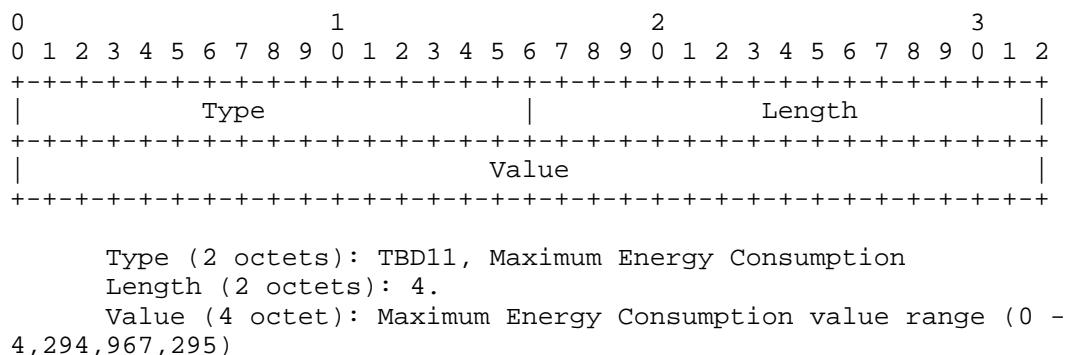 0                   1                   2                   3
0 1 2 3 4 5 6 7 8 9 0 1 2 3 4 5 6 7 8 9 0 1 2 3 4 5 6 7 8 9 0 1 2
+-+-+-+-+-+-+-+-+-+-+-+-+-+-+-+-+-+-+-+-+-+-+-+-+-+-+-+-+-+-+-+-+
|           Type                |              Length           |
+-+-+-+-+-+-+-+-+-+-+-+-+-+-+-+-+-+-+-+-+-+-+-+-+-+-+-+-+-+-+-+-+
|                             Value                             |
+-+-+-+-+-+-+-+-+-+-+-+-+-+-+-+-+-+-+-+-+-+-+-+-+-+-+-+-+-+-+-+-+
Type (2 octets): TBD11, Maximum Energy Consumption
Length (2 octets): 4.
Value (4 octet): Maximum Energy Consumption value range (0 -
4,294,967,295)